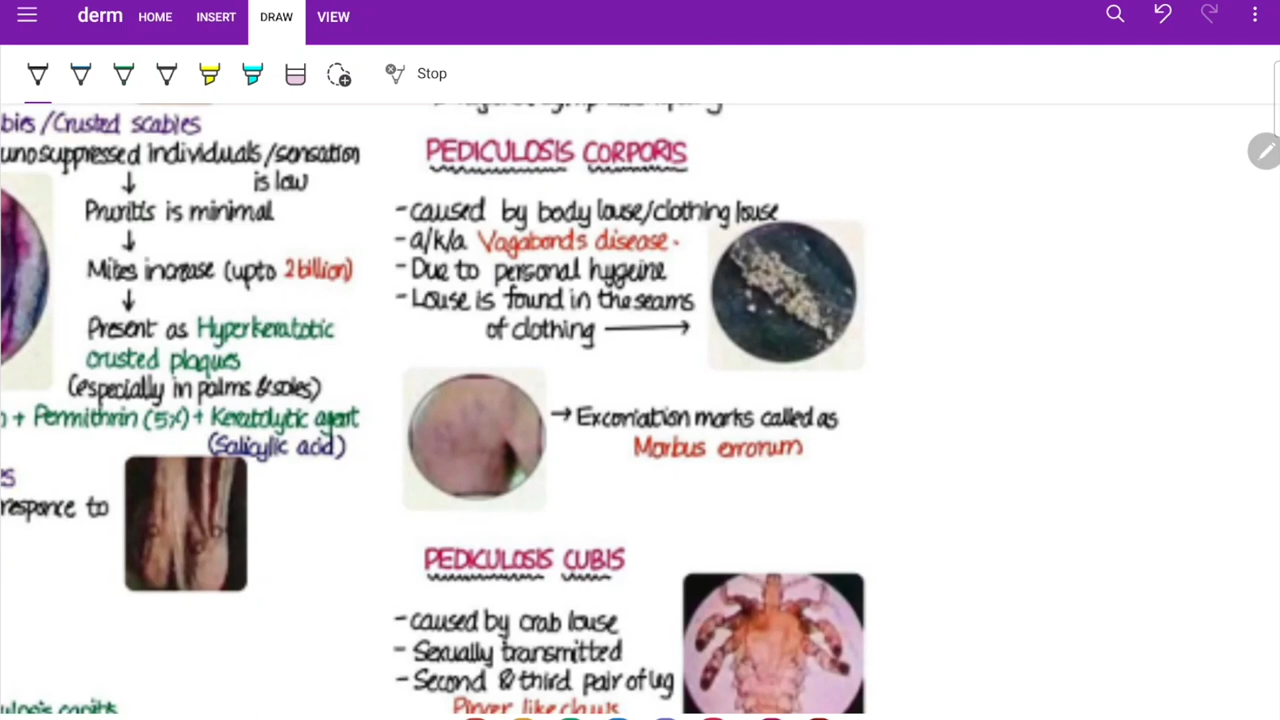 derm HOME INSERT DRAW VIEW
Stop
bies/Crusted scabies
unosuppressed individuals/sensation
is low
↓
Pruritis is minimal
↓
Mites increase (upto 2 billion)
↓
Present as Hyperkeratotic
crusted plaques
(especially in palms & soles)
+ Permithrin (5%) + Keratolytic agent
(Salicylic acid)
es
responce to
PEDICULOSIS CORPORIS
- caused by body louse/clothing louse
- a/k/a Vagabonds disease.
- Due to personal hygeine
- Louse is found in the seams
of clothing →
→ Excoriation marks called as
Morbus errorum
PEDICULOSIS CUBIS
- caused by crab louse
- Sexually transmitted
- Second & third pair of leg